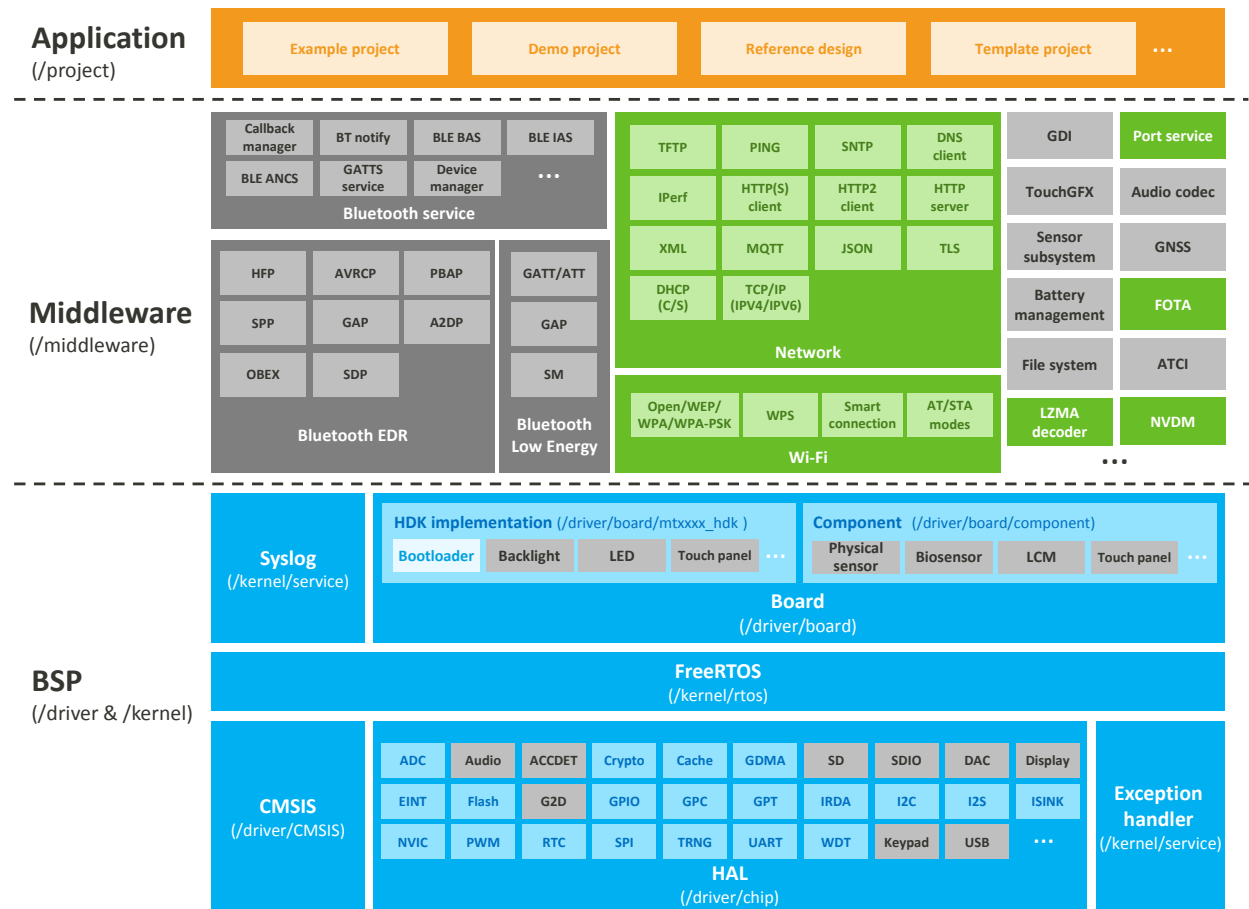 Application
(/project)
Example project
Demo project
Reference design
Template project
...
Middleware
(/middleware)
Callback
manager
BT notify
BLE BAS
BLE IAS
BLE ANCS
GATTS
service
Device
manager
...
Bluetooth service
HFP
AVRCP
PBAP
SPP
GAP
A2DP
OBEX
SDP
Bluetooth EDR
GATT/ATT
GAP
SM
Bluetooth
Low Energy
TFTP
PING
SNTP
DNS
client
IPerf
HTTP(S)
client
HTTP2
client
HTTP
server
XML
MQTT
JSON
TLS
DHCP
(C/S)
TCP/IP
(IPV4/IPV6)
Network
Open/WEP/
WPA/WPA-PSK
WPS
Smart
connection
AT/STA
modes
Wi-Fi
GDI
Port service
TouchGFX
Audio codec
Sensor
subsystem
GNSS
Battery
management
FOTA
File system
ATCI
LZMA
decoder
NVDM
...
BSP
(/driver & /kernel)
Syslog
(/kernel/service)
HDK implementation (/driver/board/mtxxxx_hdk )
Bootloader
Backlight
LED
Touch panel
...
Component (/driver/board/component)
Physical
sensor
Biosensor
LCM
Touch panel
...
Board
(/driver/board)
FreeRTOS
(/kernel/rtos)
CMSIS
(/driver/CMSIS)
ADC
Audio
ACCDET
Crypto
Cache
GDMA
SD
SDIO
DAC
Display
EINT
Flash
G2D
GPIO
GPC
GPT
IRDA
I2C
I2S
ISINK
NVIC
PWM
RTC
SPI
TRNG
UART
WDT
Keypad
USB
...
HAL
(/driver/chip)
Exception
handler
(/kernel/service)